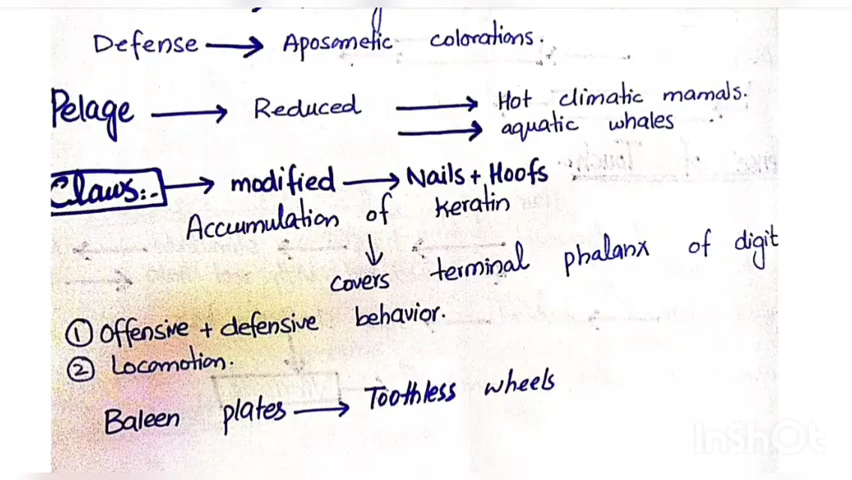 Defense → Aposometic colorations.
Pelage → Reduced → Hot climatic mamals.
→ aquatic whales
Claws:- → modified → Nails + Hoofs
Accumulation of keratin
↓
covers terminal phalanx of digit
① Offensive + defensive behavior.
② Locomotion.
Baleen plates → Toothless wheels
InShOt